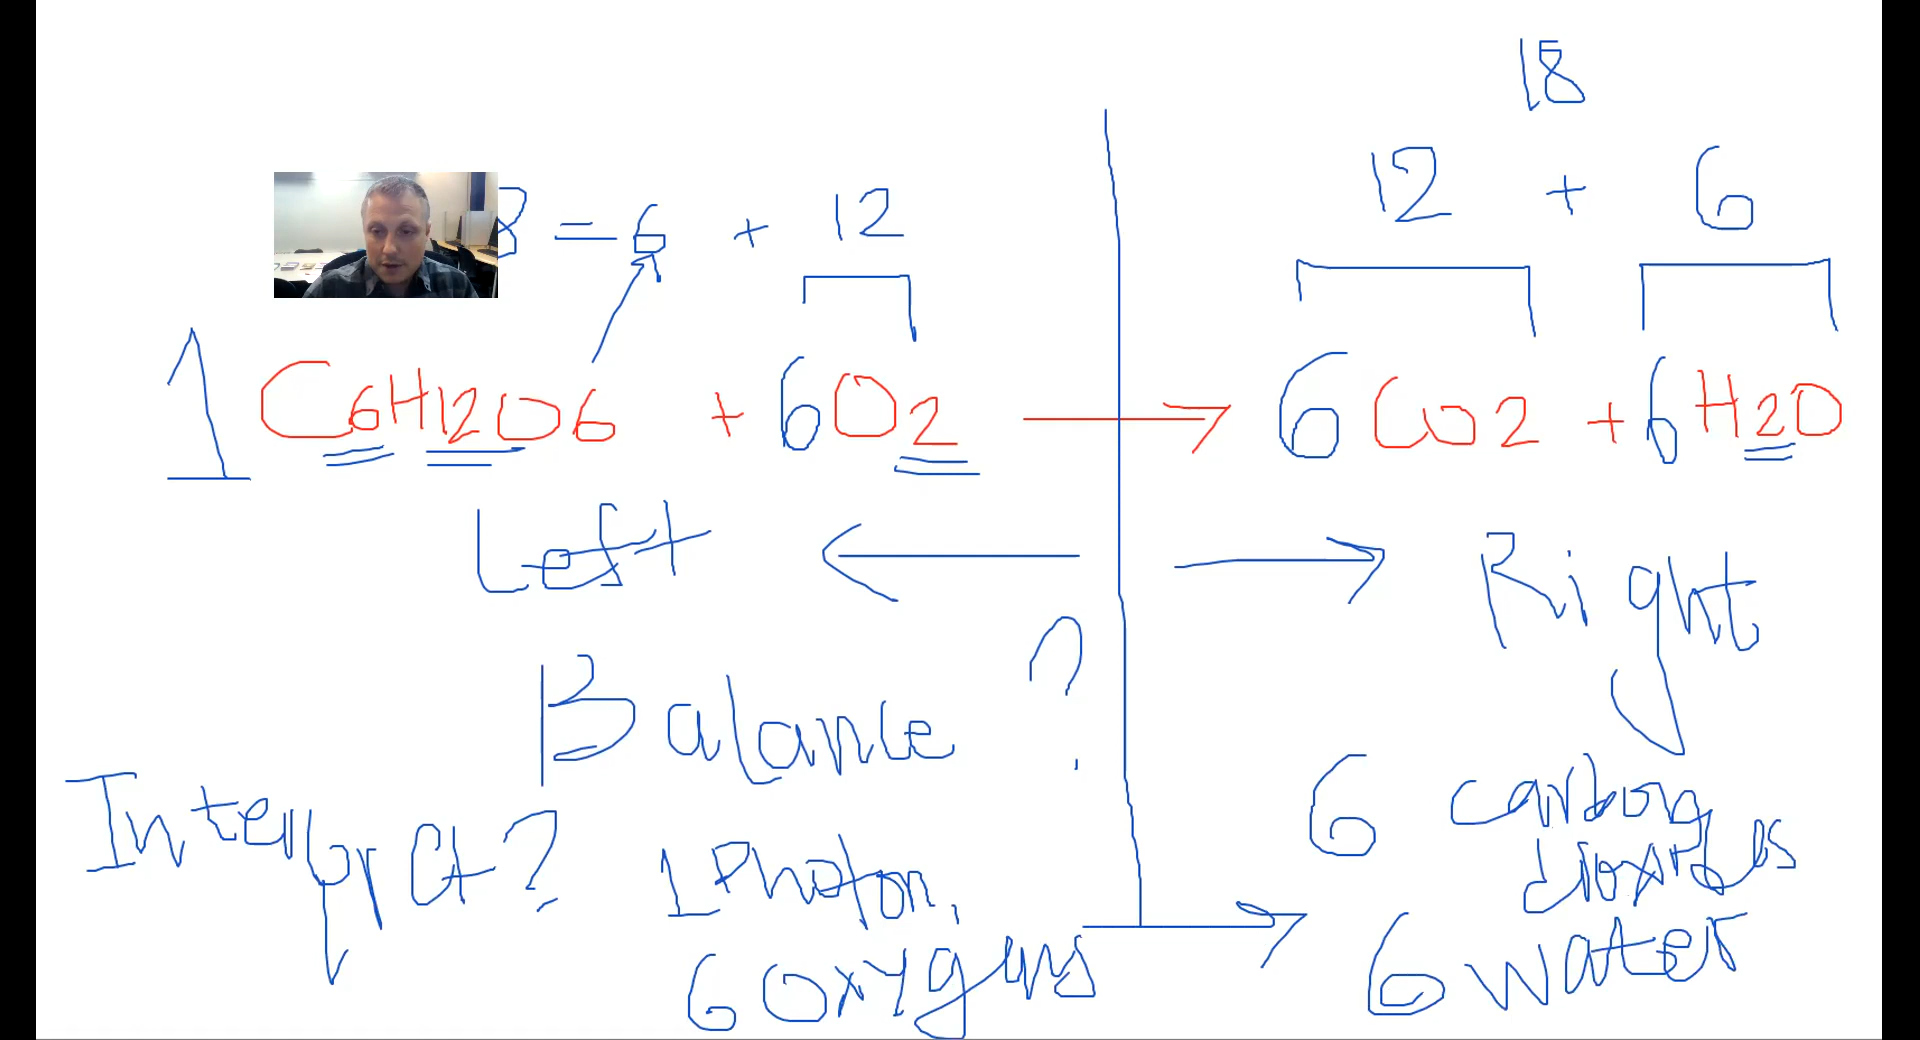 18
12 + 6
8 = 6 + 12
1 C6H12O6 + 6O2 → 6CO2 + 6H2O
Left ← → Right
Balance ?
Interpret? 1 Photon, 6 carbon
dioxides
6 oxygens → 6 water